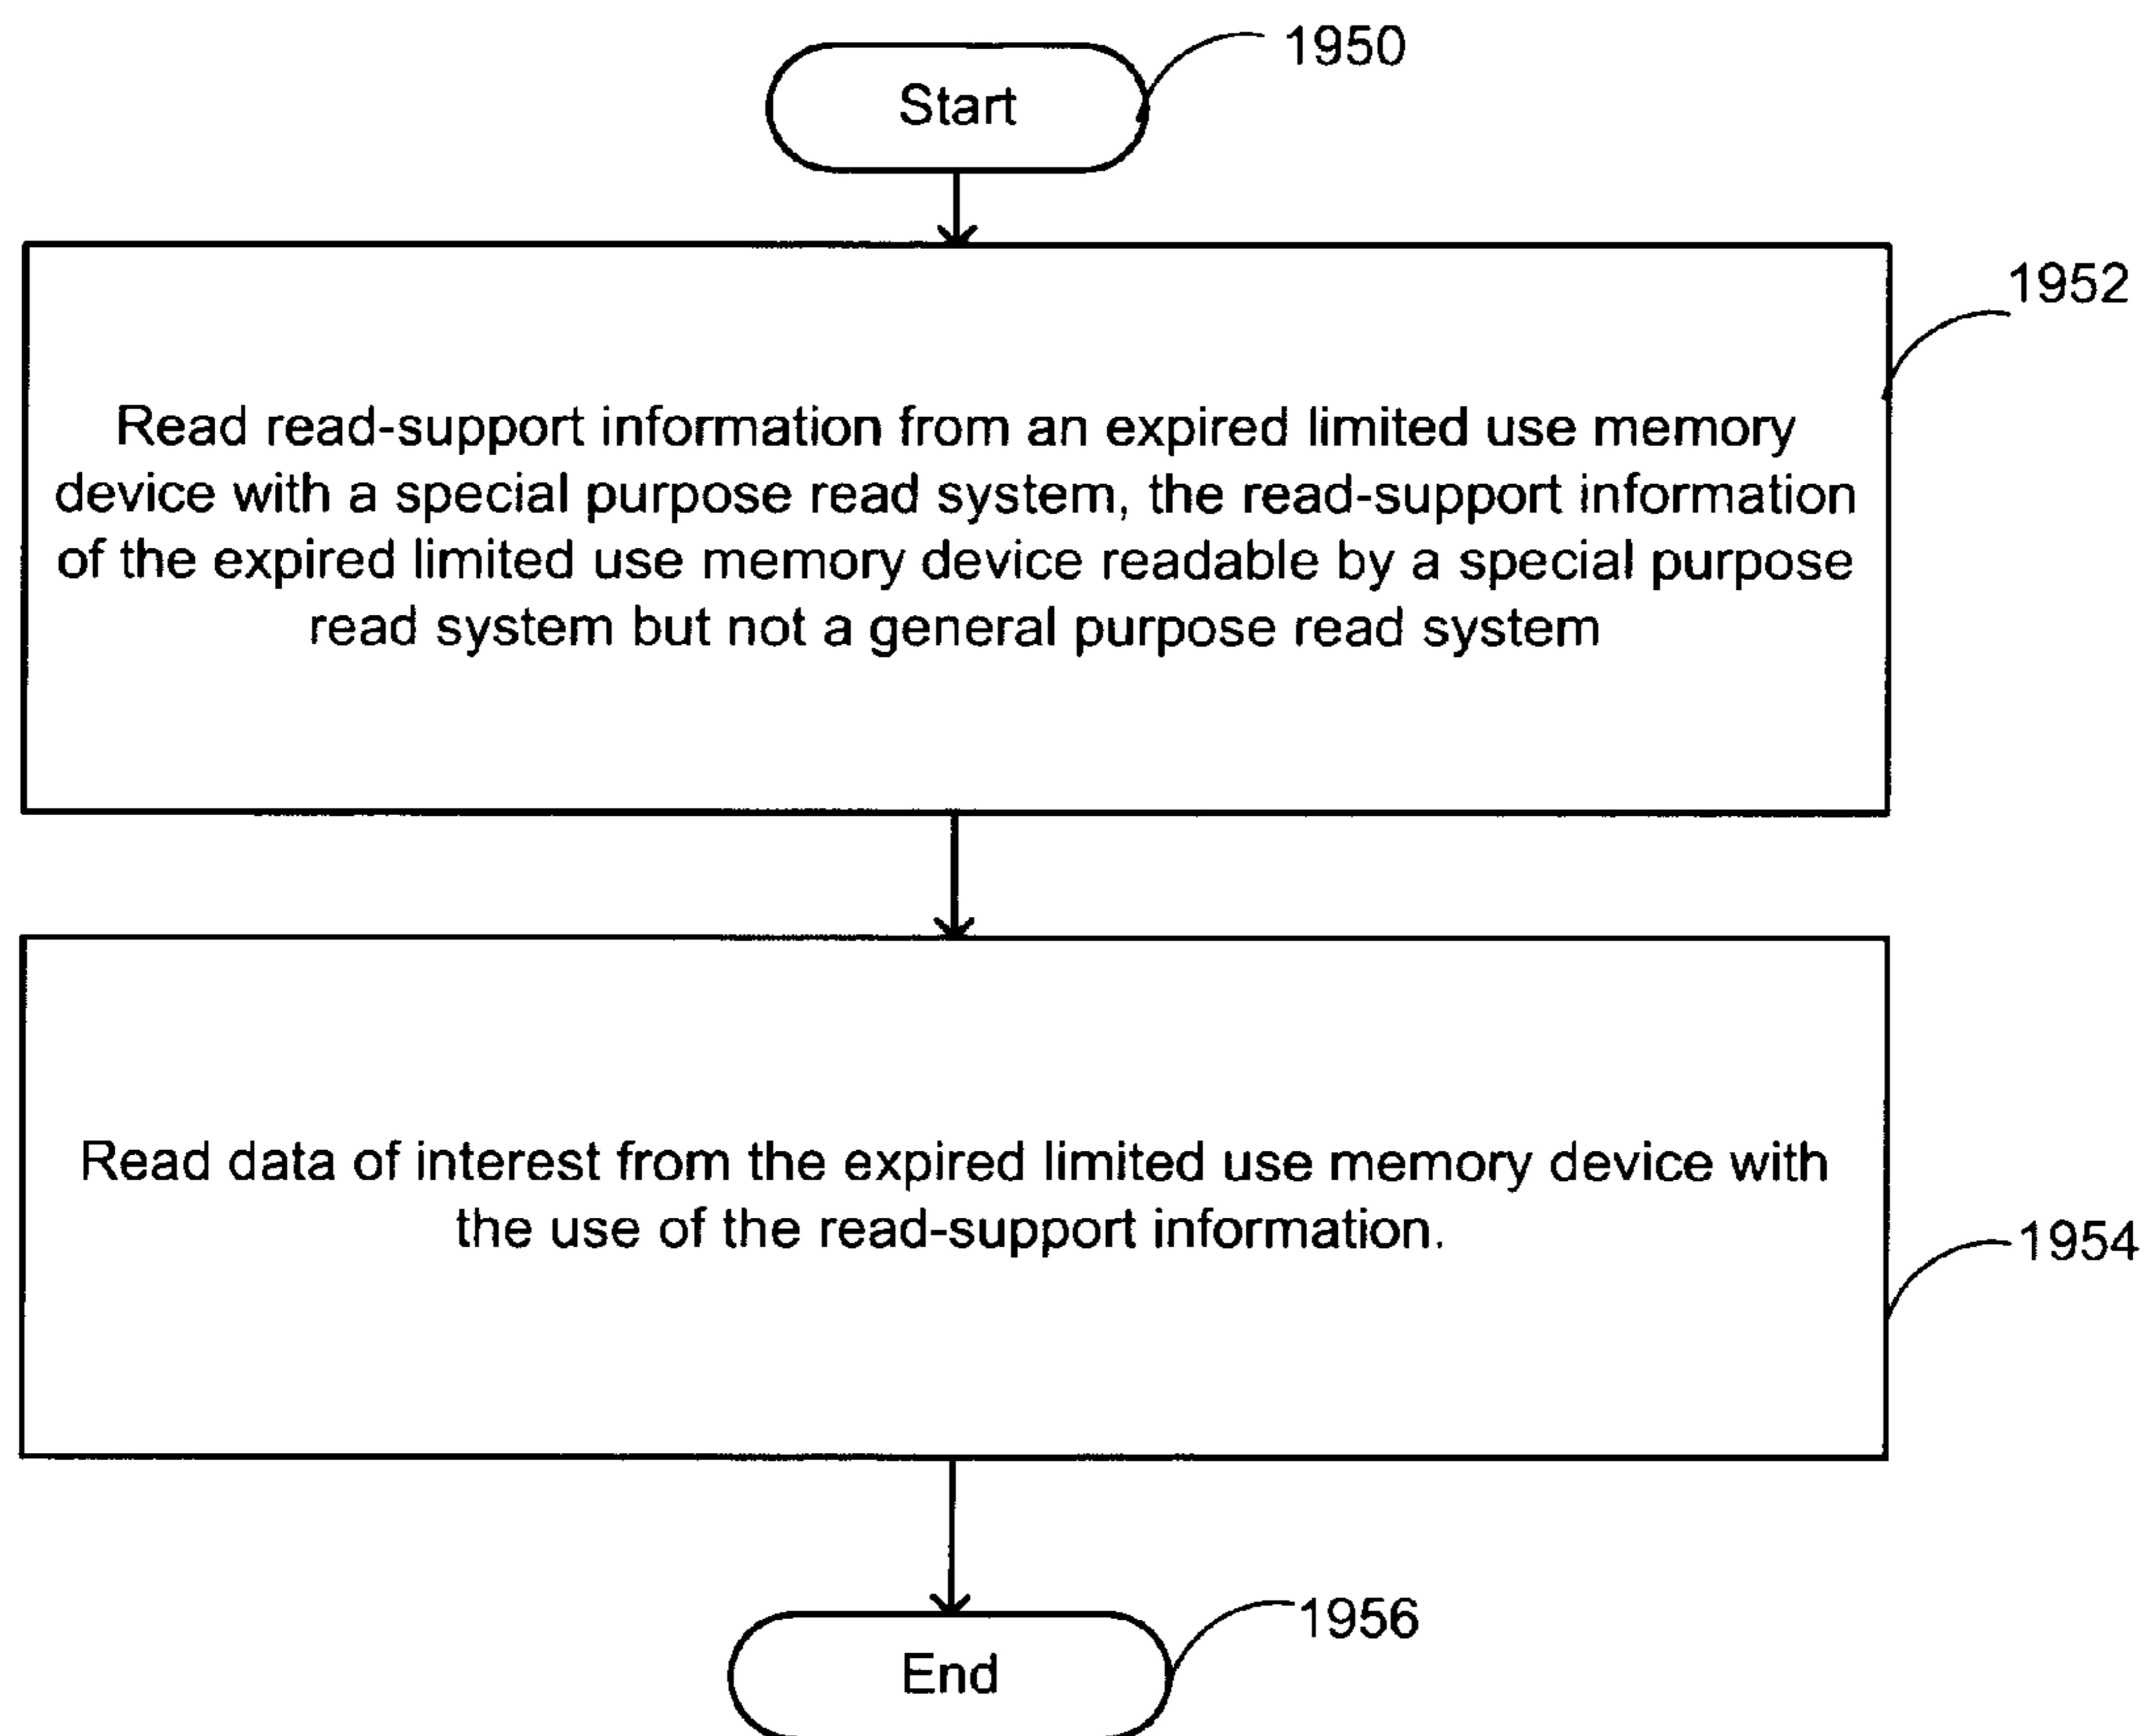 1950
Start
1952
Read read-support information from an expired limited use memory
device with a special purpose read system, the read-support information
of the expired limited use memory device readable by a special purpose
read system but not a general purpose read system
Read data of interest from the expired limited use memory device with
the use of the read-support information.
1954
1956
End